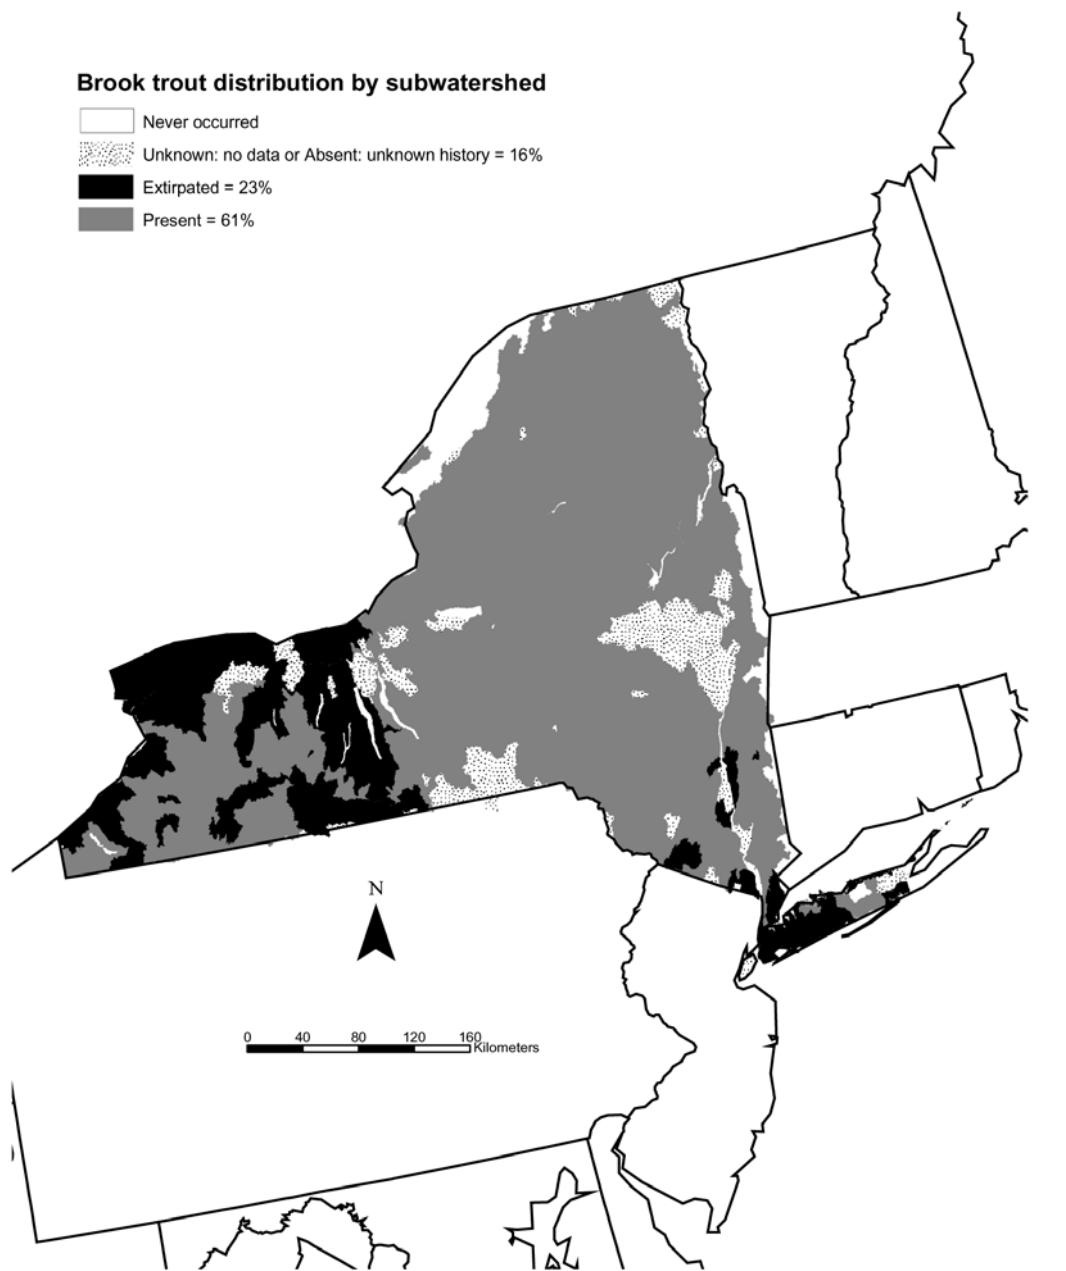 Brook trout distribution by subwatershed
Never occurred
Unknown: no data or Absent: unknown history = 16%
Extirpated = 23%
Present = 61%
N
0 40 80 120 160
Kilometers